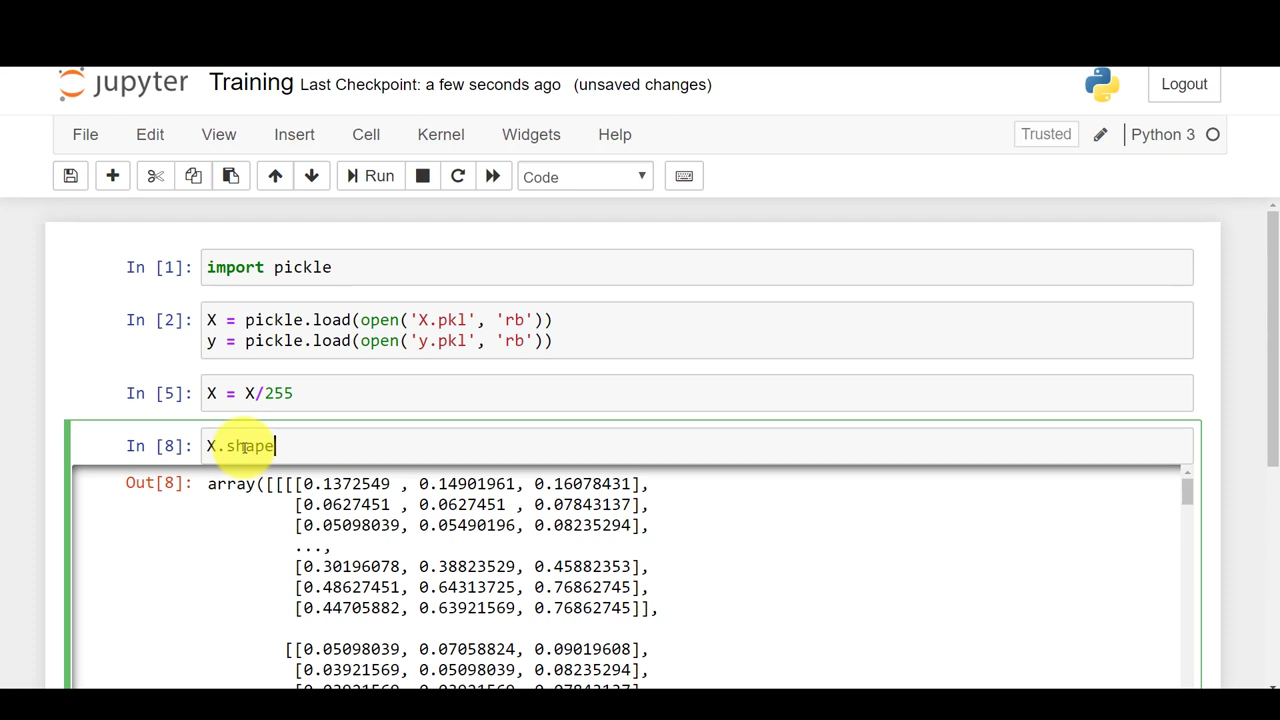 jupyter Training Last Checkpoint: a few seconds ago (unsaved changes) Logout
File Edit View Insert Cell Kernel Widgets Help Trusted Python 3
Run Code
In [1]: import pickle
In [2]: X = pickle.load(open('X.pkl', 'rb'))
y = pickle.load(open('y.pkl', 'rb'))
In [5]: X = X/255
In [8]: X.shape
Out[8]: array([[[[0.1372549 , 0.14901961, 0.16078431],
[0.0627451 , 0.0627451 , 0.07843137],
[0.05098039, 0.05490196, 0.08235294],
...,
[0.30196078, 0.38823529, 0.45882353],
[0.48627451, 0.64313725, 0.76862745],
[0.44705882, 0.63921569, 0.76862745]],
[[0.05098039, 0.07058824, 0.09019608],
[0.03921569, 0.05098039, 0.08235294],